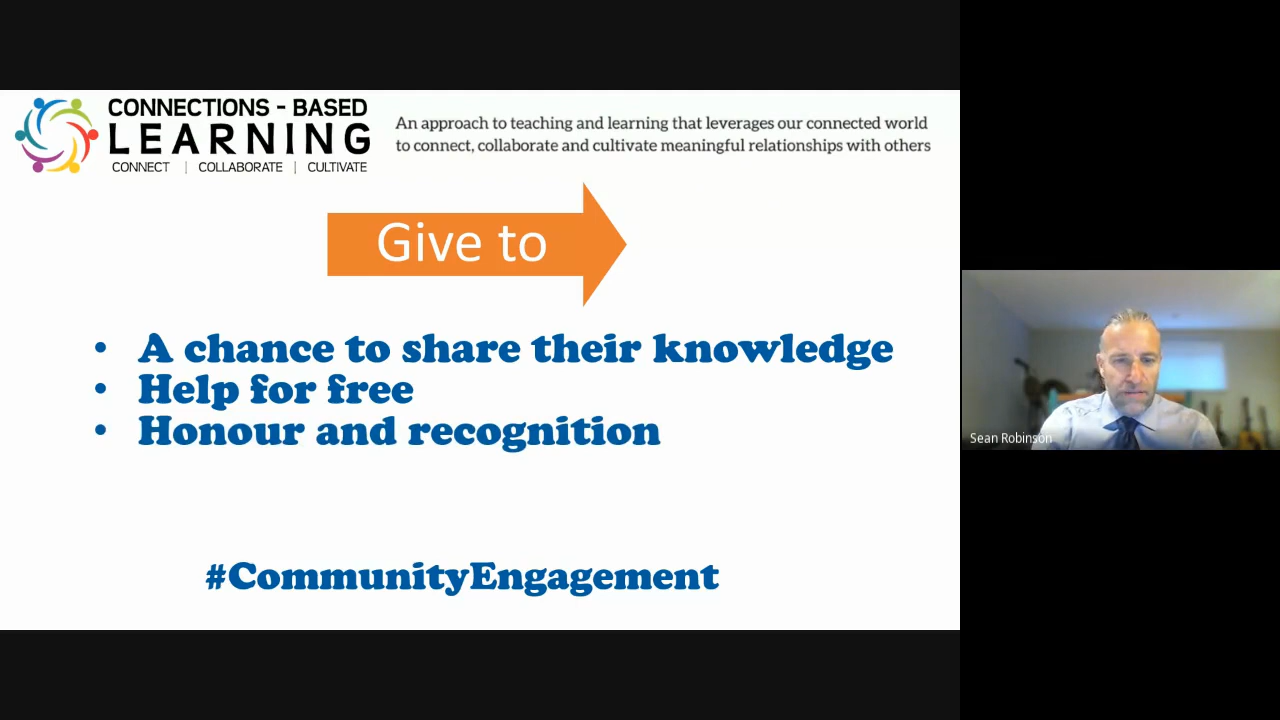 CONNECTIONS - BASED
LEARNING
CONNECT | COLLABORATE | CULTIVATE
An approach to teaching and learning that leverages our connected world
to connect, collaborate and cultivate meaningful relationships with others
Give to
• A chance to share their knowledge
• Help for free
• Honour and recognition
#CommunityEngagement
Sean Robinson